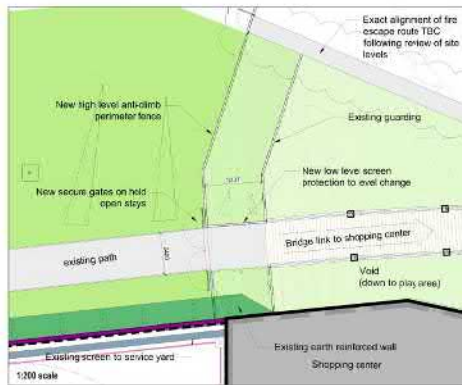 Exact alignment of fire
escape route TBC
following review of site
levels
New high level anti-climb
perimeter fence
Existing guarding
New low level screen
protection to level change
New secure gates on hold
open stays
Bridge link to shopping center
existing path
Void
(down to play area)
Existing earth reinforced wall
Existing screen to service yard
Shopping center
1:200 scale